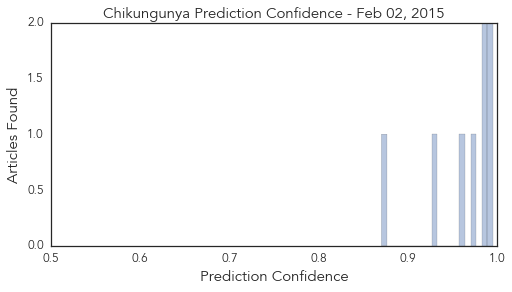 Chikungunya Prediction Confidence - Feb 02, 2015
Articles Found
2.0
1.5
1.0
0.5
0.0
0.5 0.6 0.7 0.8 0.9 1.0
Prediction Confidence